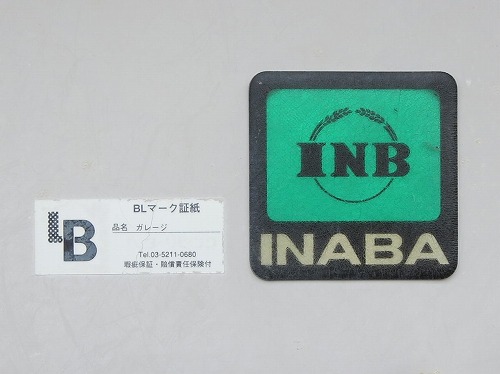 BLマーク証紙
品名 ガレージ
Tel.03-5211-0680
瑕疵保証・賠償責任保険付
BL
INB
INABA